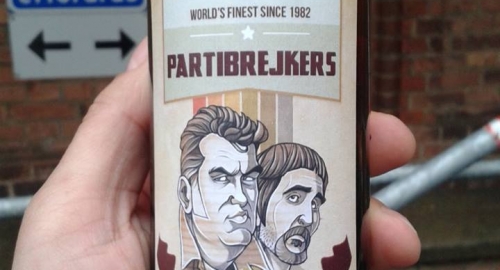 WORLD'S FINEST SINCE 1982
PARTIBREJKERS